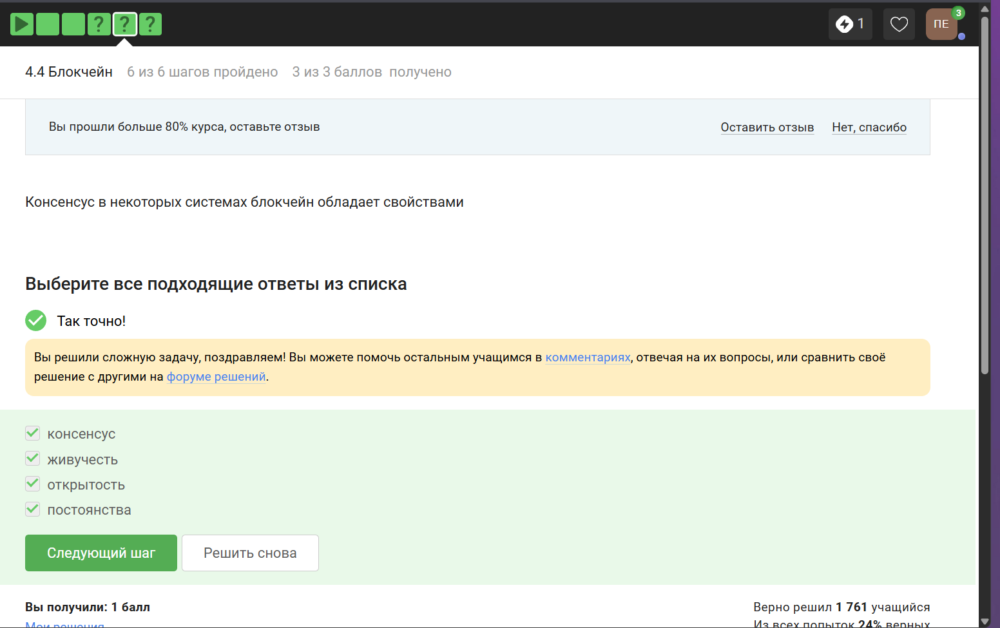 ? ? ?
1
ПЕ
3
4.4 Блокчейн 6 из 6 шагов пройдено 3 из 3 баллов получено
Вы прошли больше 80% курса, оставьте отзыв Оставить отзыв Нет, спасибо
Консенсус в некоторых системах блокчейн обладает свойствами
Выберите все подходящие ответы из списка
Так точно!
Вы решили сложную задачу, поздравляем! Вы можете помочь остальным учащимся в комментариях, отвечая на их вопросы, или сравнить своё
решение с другими на форуме решений.
консенсус
живучесть
открытость
постоянства
Следующий шаг Решить снова
Вы получили: 1 балл Верно решил 1 761 учащийся
Мои решения Из всех попыток 24% верных